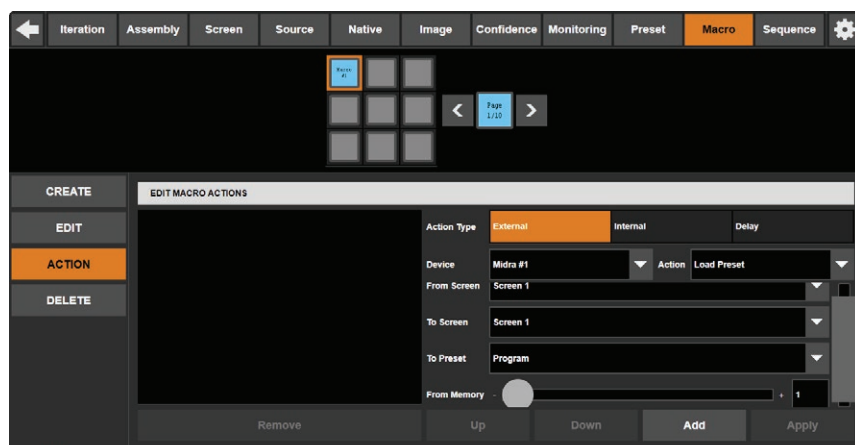 Iteration Assembly Screen Source Native Image Confidence Monitoring Preset Macro Sequence
Macro
#1
Page
1/10
CREATE
EDIT MACRO ACTIONS
EDIT
Action Type External Internal Delay
ACTION
Device Midra #1 Action Load Preset
From Screen Screen 1
DELETE
To Screen Screen 1
To Preset Program
From Memory - + 1
Remove Up Down Add Apply